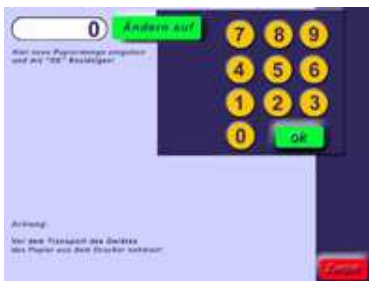 0 Ändern auf
Hier neue Papiermenge eingeben
und mit "OK" Bestätigen!
7 8 9
4 5 6
1 2 3
0 ok
Achtung:
Vor dem Transport des Gerätes
das Papier aus dem Drucker nehmen!
Zurück